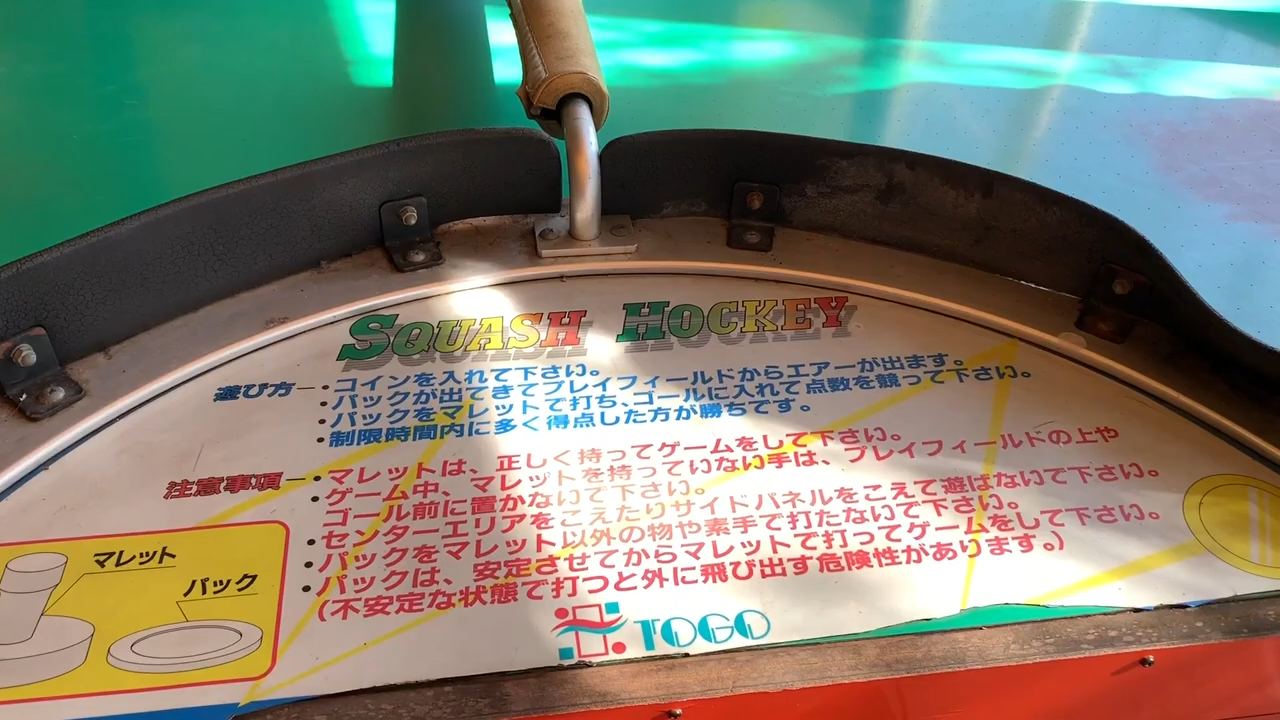 SQUASH HOCKEY
遊び方ー・コインを入れて下さい。
・パックが出てきてプレイフィールドからエアーが出ます。
・パックをマレットで打ち、ゴールに入れて点数を競って下さい。
・制限時間内に多く得点した方が勝ちです。
注意事項ー・マレットは、正しく持ってゲームをして下さい。
・ゲーム中、マレットを持っていない手は、プレイフィールドの上や
ゴール前に置かないで下さい。
・センターエリアをこえたりサイドパネルをこえて遊ばないで下さい。
・パックをマレット以外の物や素手で打たないで下さい。
・パックは、安定させてからマレットで打ってゲームをして下さい。
(不安定な状態で打つと外に飛び出す危険性があります。)
マレット
パック
TOGO